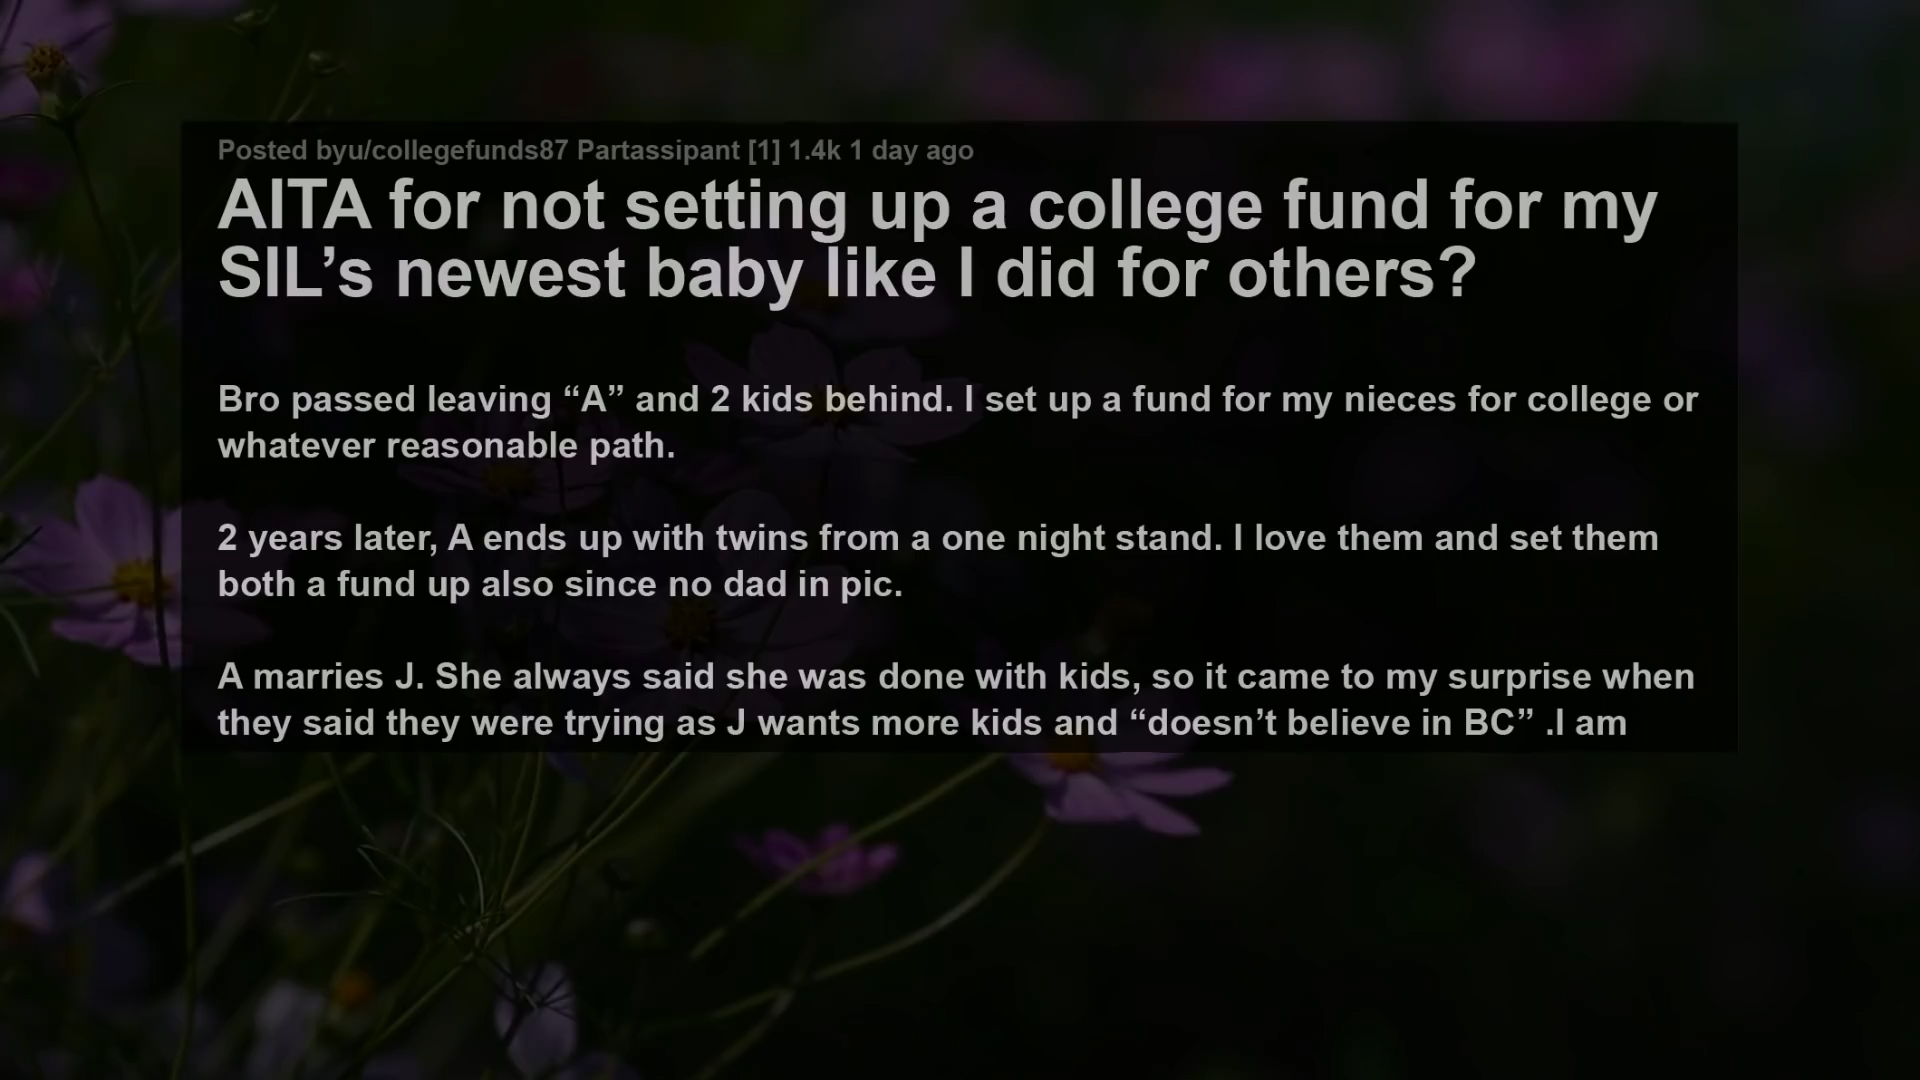 Posted byu/collegefunds87 Partassipant [1] 1.4k 1 day ago
AITA for not setting up a college fund for my
SIL’s newest baby like I did for others?
Bro passed leaving “A” and 2 kids behind. I set up a fund for my nieces for college or
whatever reasonable path.
2 years later, A ends up with twins from a one night stand. I love them and set them
both a fund up also since no dad in pic.
A marries J. She always said she was done with kids, so it came to my surprise when
they said they were trying as J wants more kids and “doesn’t believe in BC” .I am